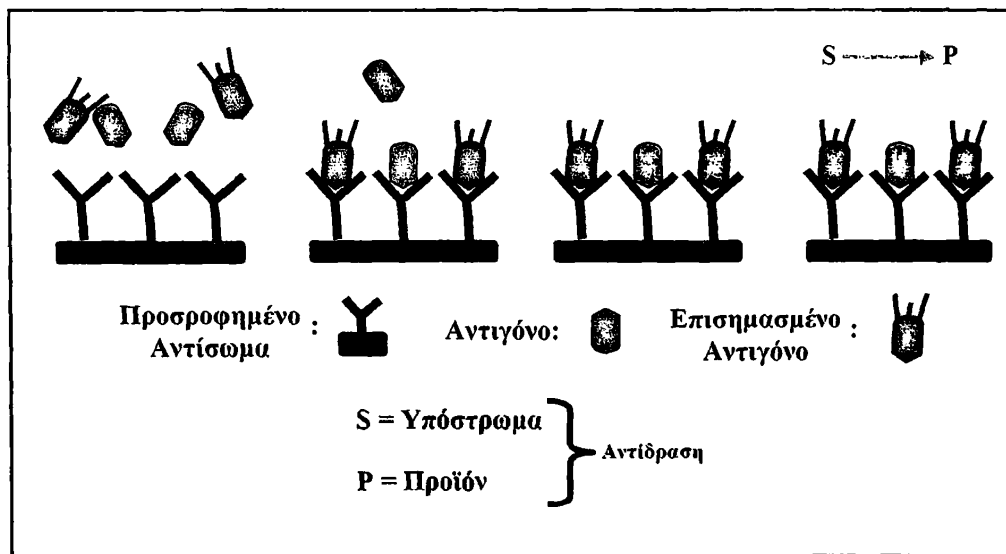 S P
Προσροφημένο
Αντίσωμα :
Αντιγόνο:
Επισημασμένο
Αντιγόνο :
S = Υπόστρωμα
P = Προϊόν
Αντίδραση